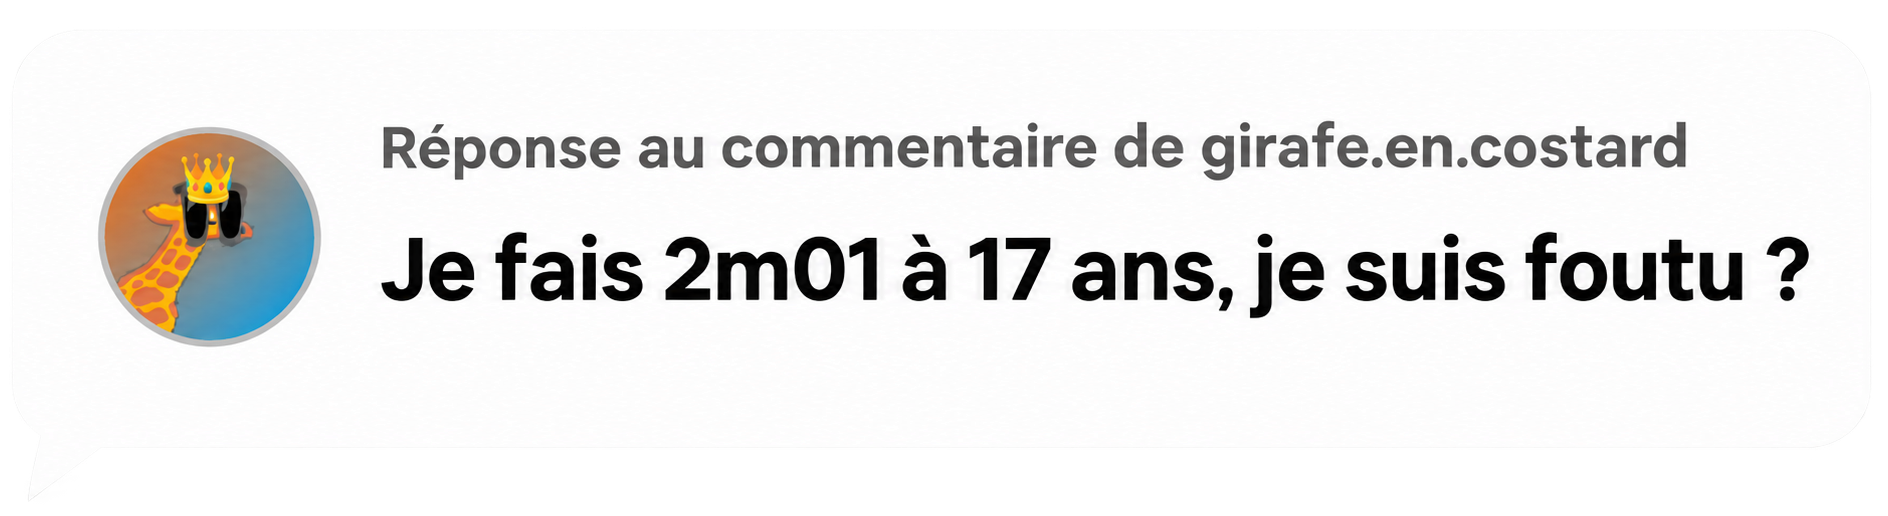 Réponse au commentaire de girafe.en.costard
Je fais 2m01 à 17 ans, je suis foutu ?